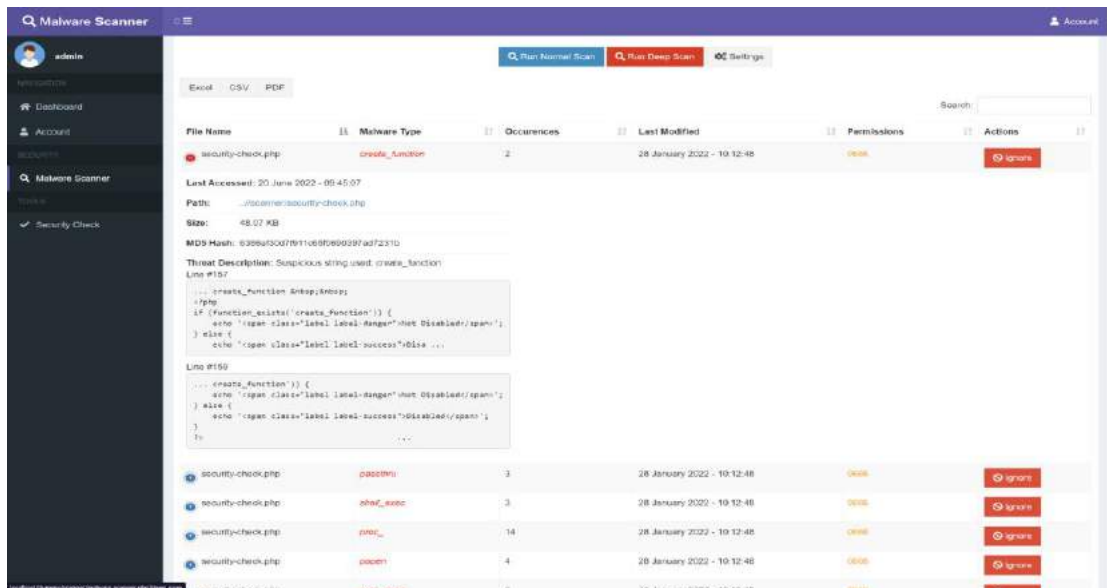 Malware Scanner
Account
admin
Run Normal Scan Run Deep Scan Settings
NAVIGATION
Excel CSV PDF
Dashboard
Search:
Account
File Name Malware Type Occurences Last Modified Permissions Actions
SECURITY
security-check.php create_function 2 28 January 2022 - 10:12:48 Ignore
Malware Scanner
Last Accessed: 20 June 2022 - 09:45:07
TOOLS
Path:
Security Check
Size: 48.07 KB
MD5 Hash:
Threat Description: Suspicious string used: create_function
Line #157
... create_function &nbsp;&nbsp;
<?php
if (function_exists('create_function')) {
echo '<span class="label label-danger">Not Disabled</span>';
} else {
echo '<span class="label label-success">Disa ...
Line #159
... create_function')) {
echo '<span class="label label-danger">Not Disabled</span>';
} else {
echo '<span class="label label-success">Disabled</span>';
}
?> ...
security-check.php passthru 3 28 January 2022 - 10:12:48 Ignore
security-check.php shell_exec 3 28 January 2022 - 10:12:48 Ignore
security-check.php proc_ 14 28 January 2022 - 10:12:48 Ignore
security-check.php popen 4 28 January 2022 - 10:12:48 Ignore